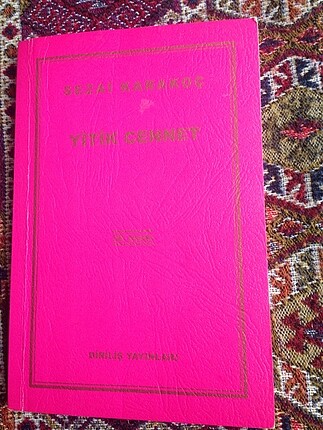 SEZAİ KARAKOÇ
YİTİK CENNET
DİRİLİŞ YAYINLARI